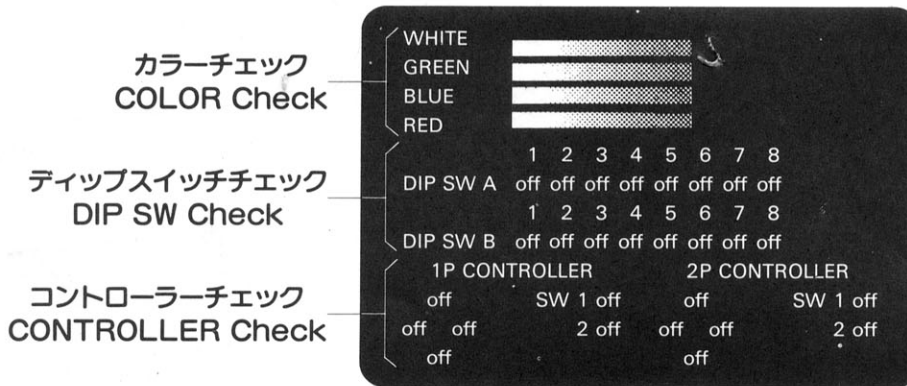 カラーチェック
COLOR Check
WHITE
GREEN
BLUE
RED
ディップスイッチチェック
DIP SW Check
1 2 3 4 5 6 7 8
DIP SW A off off off off off off off off
1 2 3 4 5 6 7 8
DIP SW B off off off off off off off off
コントローラーチェック
CONTROLLER Check
1P CONTROLLER 2P CONTROLLER
off SW 1 off off SW 1 off
off off 2 off off off 2 off
off off